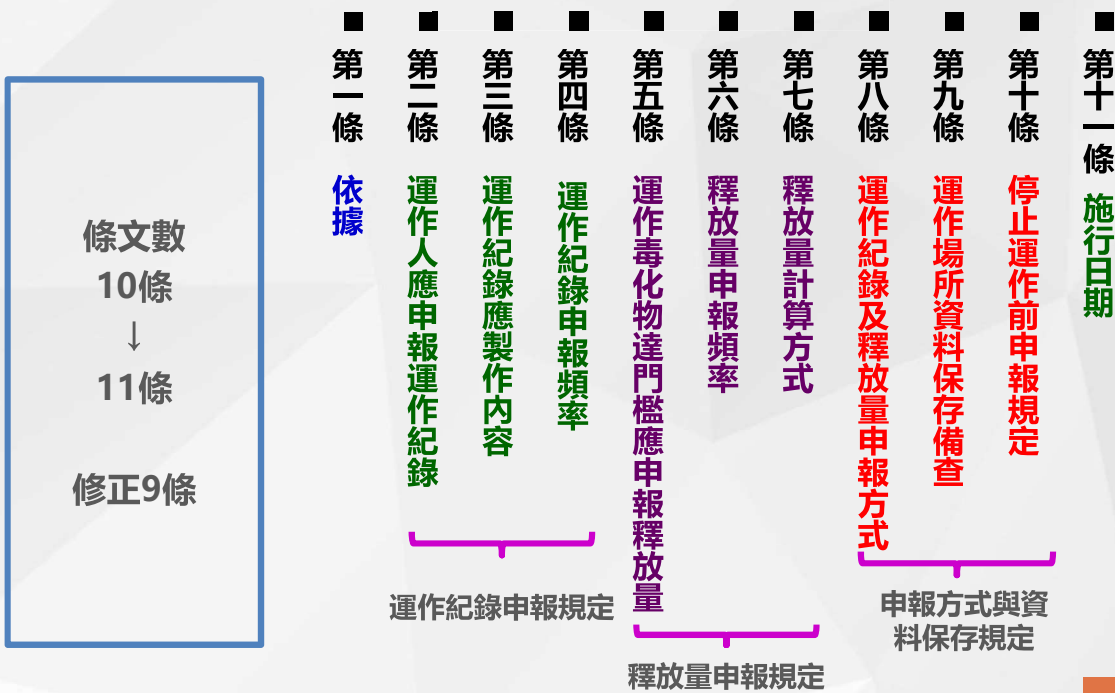 條文數
10條
↓
11條
修正9條
■ 第一條 依據
■ 第二條 運作人應申報運作紀錄
■ 第三條 運作紀錄應製作內容
■ 第四條 運作紀錄申報頻率
■ 第五條 運作毒化物達門檻應申報釋放量
■ 第六條 釋放量申報頻率
■ 第七條 釋放量計算方式
■ 第八條 運作紀錄及釋放量申報方式
■ 第九條 運作場所資料保存備查
■ 第十條 停止運作前申報規定
■ 第十一條 施行日期
運作紀錄申報規定
釋放量申報規定
申報方式與資
料保存規定